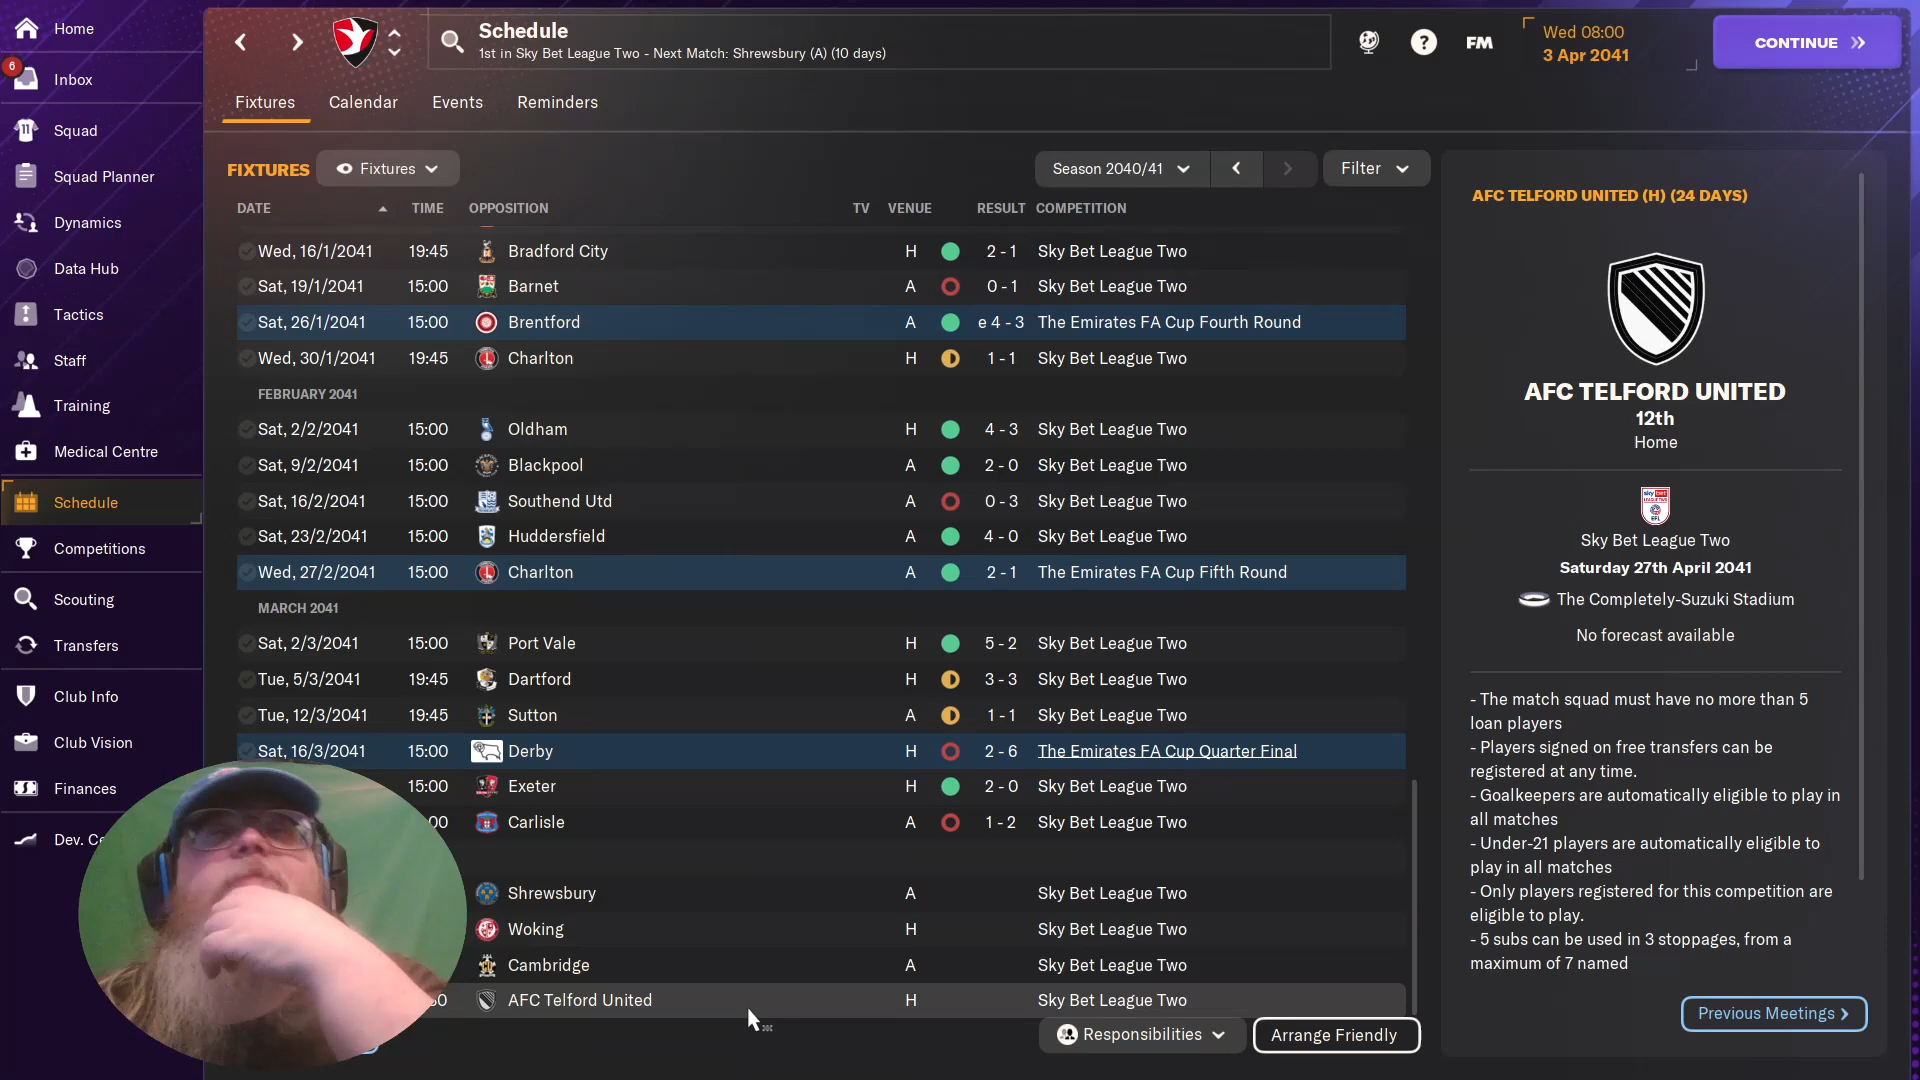 Home
6
Inbox
Squad
Squad Planner
Dynamics
Data Hub
Tactics
Staff
Training
Medical Centre
Schedule
Competitions
Scouting
Transfers
Club Info
Club Vision
Finances
Dev. Ce
Schedule
1st in Sky Bet League Two - Next Match: Shrewsbury (A) (10 days)
?
FM
Wed 08:00
3 Apr 2041
CONTINUE
Fixtures Calendar Events Reminders
FIXTURES Fixtures Season 2040/41 Filter
DATE TIME OPPOSITION TV VENUE RESULT COMPETITION
Wed, 16/1/2041 19:45 Bradford City H 2 - 1 Sky Bet League Two
Sat, 19/1/2041 15:00 Barnet A 0 - 1 Sky Bet League Two
Sat, 26/1/2041 15:00 Brentford A e 4 - 3 The Emirates FA Cup Fourth Round
Wed, 30/1/2041 19:45 Charlton H 1 - 1 Sky Bet League Two
FEBRUARY 2041
Sat, 2/2/2041 15:00 Oldham H 4 - 3 Sky Bet League Two
Sat, 9/2/2041 15:00 Blackpool A 2 - 0 Sky Bet League Two
Sat, 16/2/2041 15:00 Southend Utd A 0 - 3 Sky Bet League Two
Sat, 23/2/2041 15:00 Huddersfield A 4 - 0 Sky Bet League Two
Wed, 27/2/2041 15:00 Charlton A 2 - 1 The Emirates FA Cup Fifth Round
MARCH 2041
Sat, 2/3/2041 15:00 Port Vale H 5 - 2 Sky Bet League Two
Tue, 5/3/2041 19:45 Dartford H 3 - 3 Sky Bet League Two
Tue, 12/3/2041 19:45 Sutton A 1 - 1 Sky Bet League Two
Sat, 16/3/2041 15:00 Derby H 2 - 6 The Emirates FA Cup Quarter Final
15:00 Exeter H 2 - 0 Sky Bet League Two
00 Carlisle A 1 - 2 Sky Bet League Two
Shrewsbury A Sky Bet League Two
Woking H Sky Bet League Two
Cambridge A Sky Bet League Two
AFC Telford United H Sky Bet League Two
Responsibilities Arrange Friendly
AFC TELFORD UNITED (H) (24 DAYS)
AFC TELFORD UNITED
12th
Home
sky bet
EFL
Sky Bet League Two
Saturday 27th April 2041
The Completely-Suzuki Stadium
No forecast available
- The match squad must have no more than 5
loan players
- Players signed on free transfers can be
registered at any time.
- Goalkeepers are automatically eligible to play in
all matches
- Under-21 players are automatically eligible to
play in all matches
- Only players registered for this competition are
eligible to play.
- 5 subs can be used in 3 stoppages, from a
maximum of 7 named
Previous Meetings